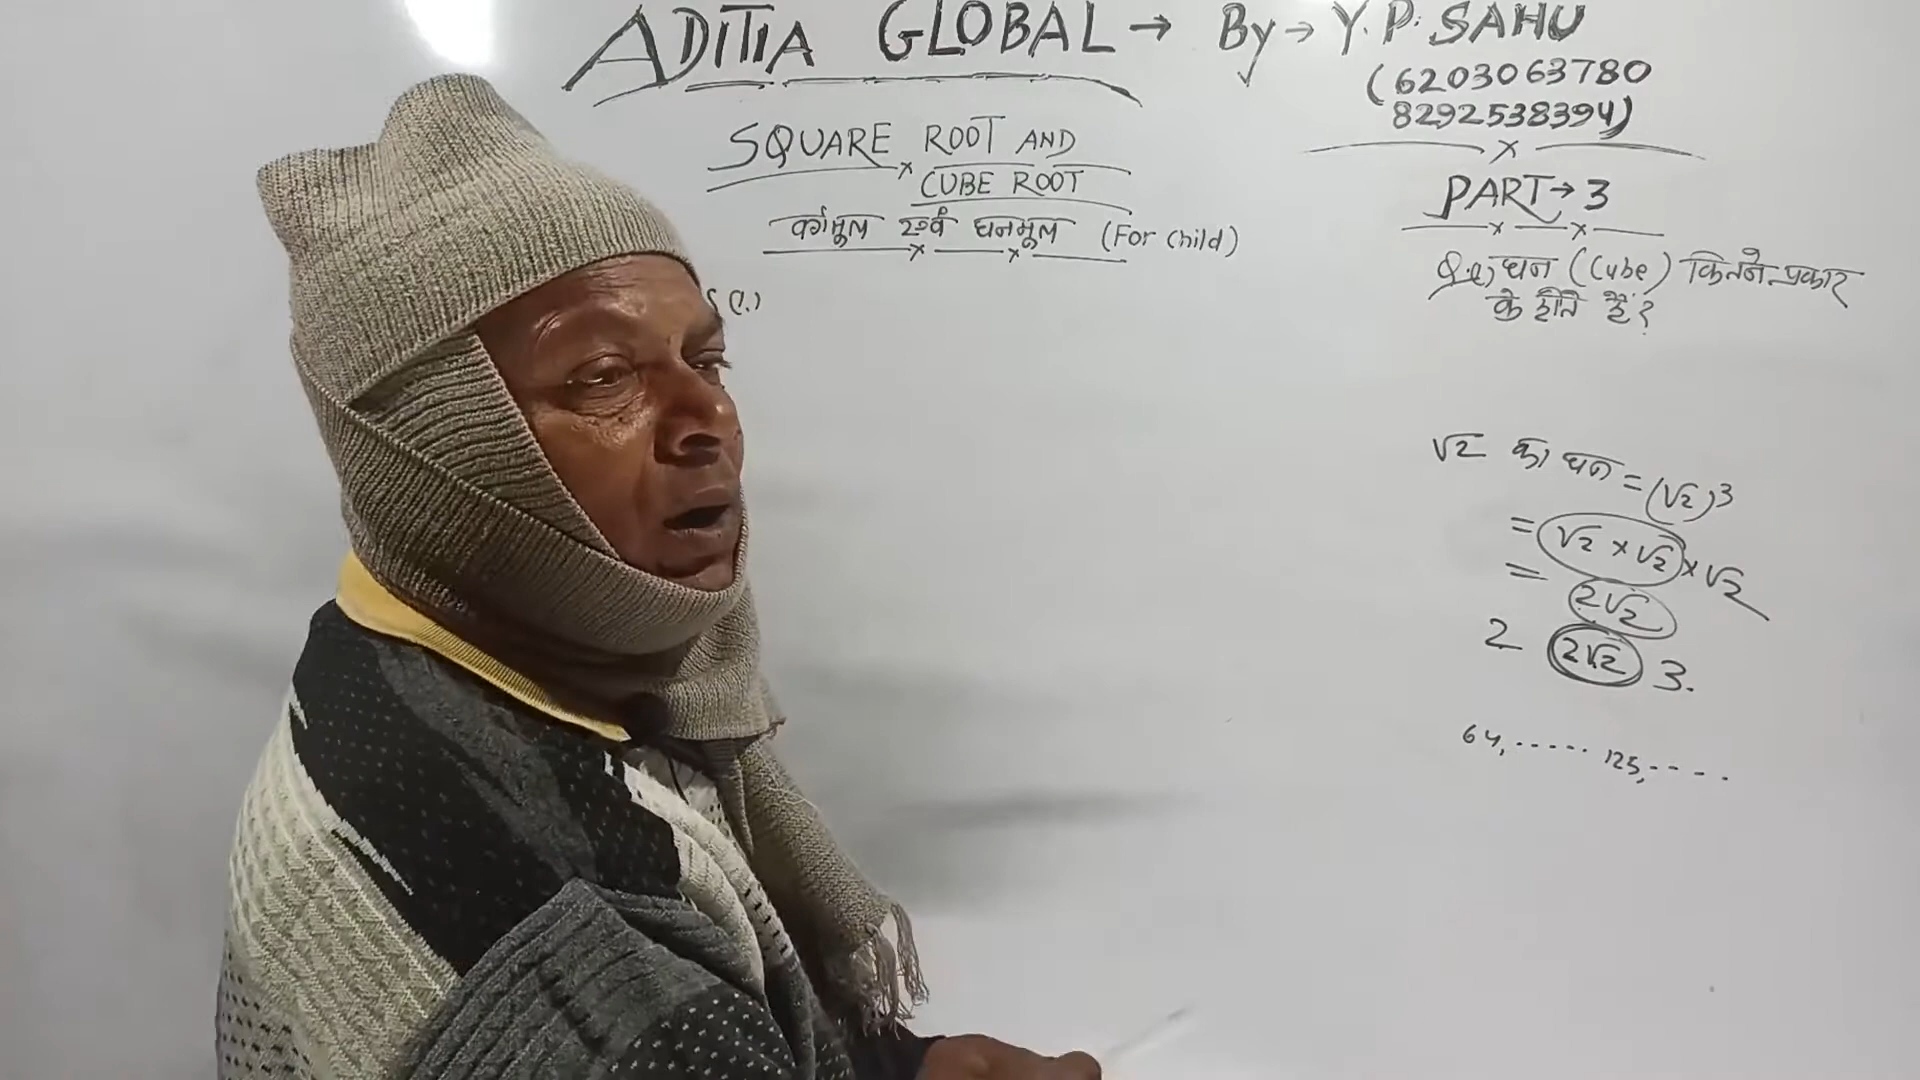 ADITIA GLOBAL → By → Y.P. SAHU
(6203063780
8292538394)
SQUARE ROOT AND
CUBE ROOT
वर्गमूल एवं घनमूल (For child)
PART → 3
घन (Cube) कितने प्रकार
के होते हैं?
(1.)
√2 का घन = (√2)³
= √2 × √2 × √2
= 2√2
2 2√2 3.
64, ..... 125, ....